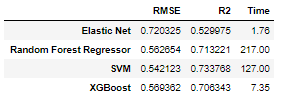 RMSE R2 Time
Elastic Net 0.720325 0.529975 1.76
Random Forest Regressor 0.562654 0.713221 217.00
SVM 0.542123 0.733768 127.00
XGBoost 0.569362 0.706343 7.35